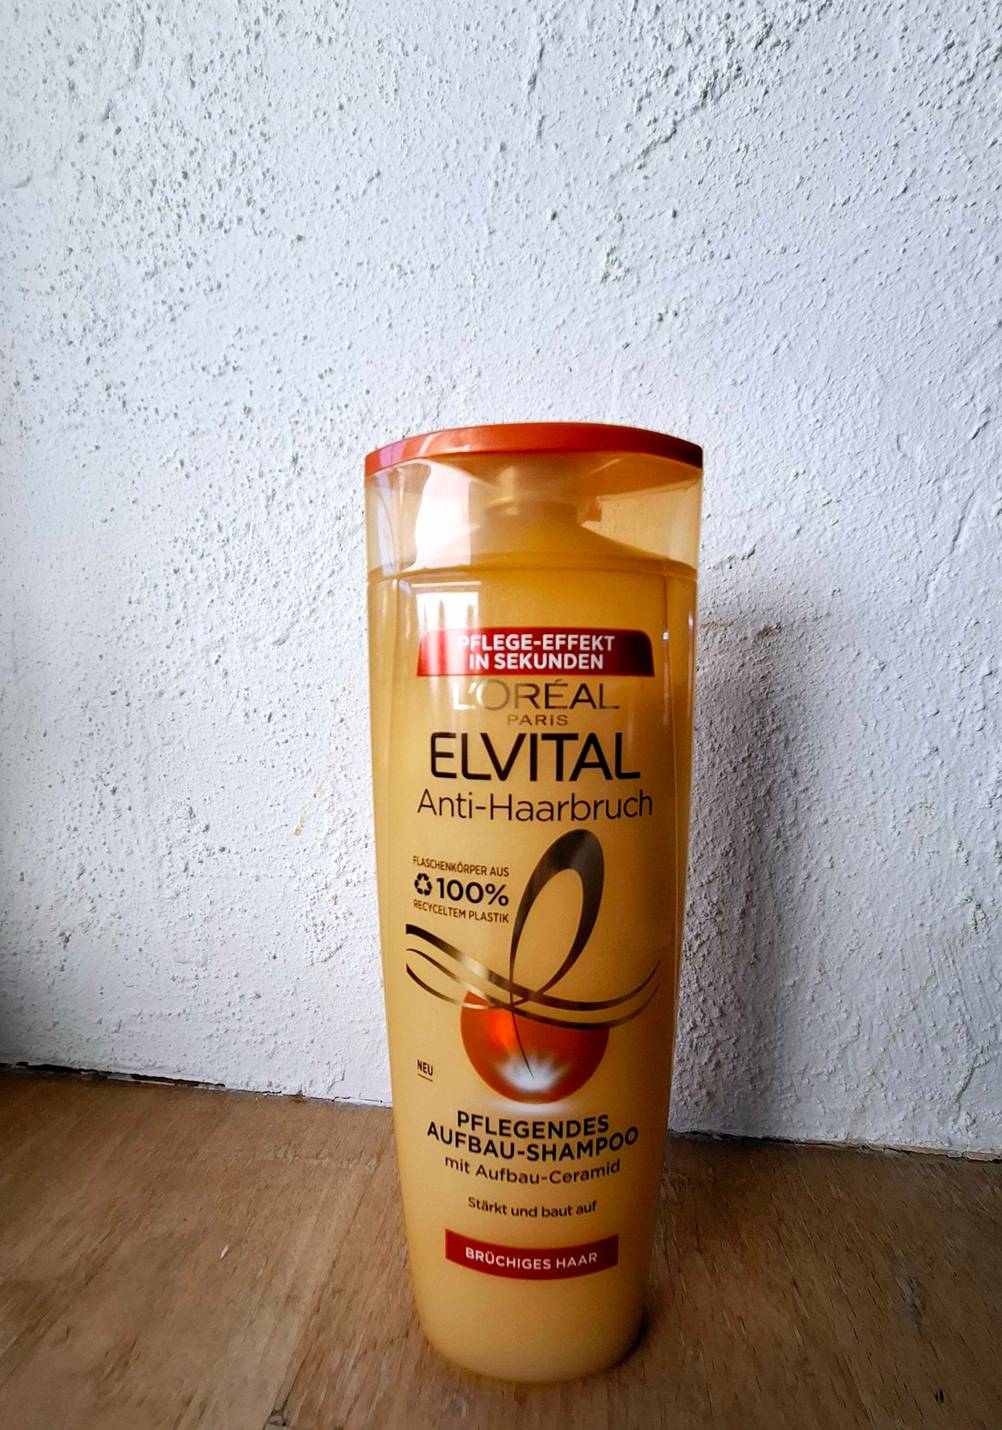 PFLEGE-EFFEKT
IN SEKUNDEN
L'ORÉAL
PARIS
ELVITAL
Anti-Haarbruch
FLASCHENKÖRPER AUS
100%
RECYCELTEM PLASTIK
NEU
PFLEGENDES
AUFBAU-SHAMPOO
mit Aufbau-Ceramid
Stärkt und baut auf
BRÜCHIGES HAAR